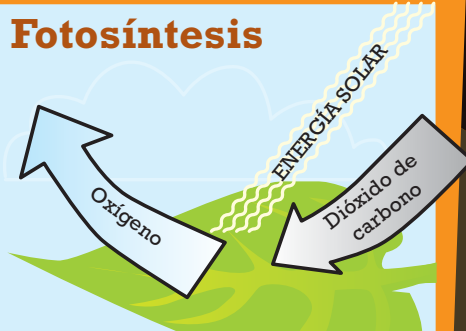 Fotosíntesis
ENERGÍA SOLAR
Oxígeno
Dióxido de
carbono